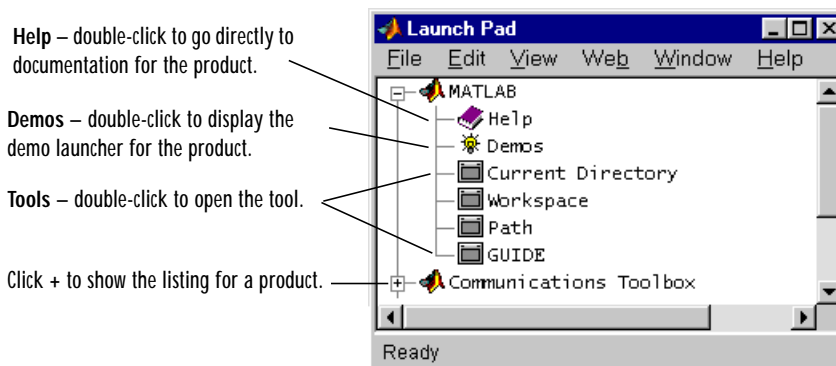 Help – double-click to go directly to
documentation for the product.
Demos – double-click to display the
demo launcher for the product.
Tools – double-click to open the tool.
Click + to show the listing for a product.
Launch Pad
File Edit View Web Window Help
MATLAB
Help
Demos
Current Directory
Workspace
Path
GUIDE
Communications Toolbox
Ready